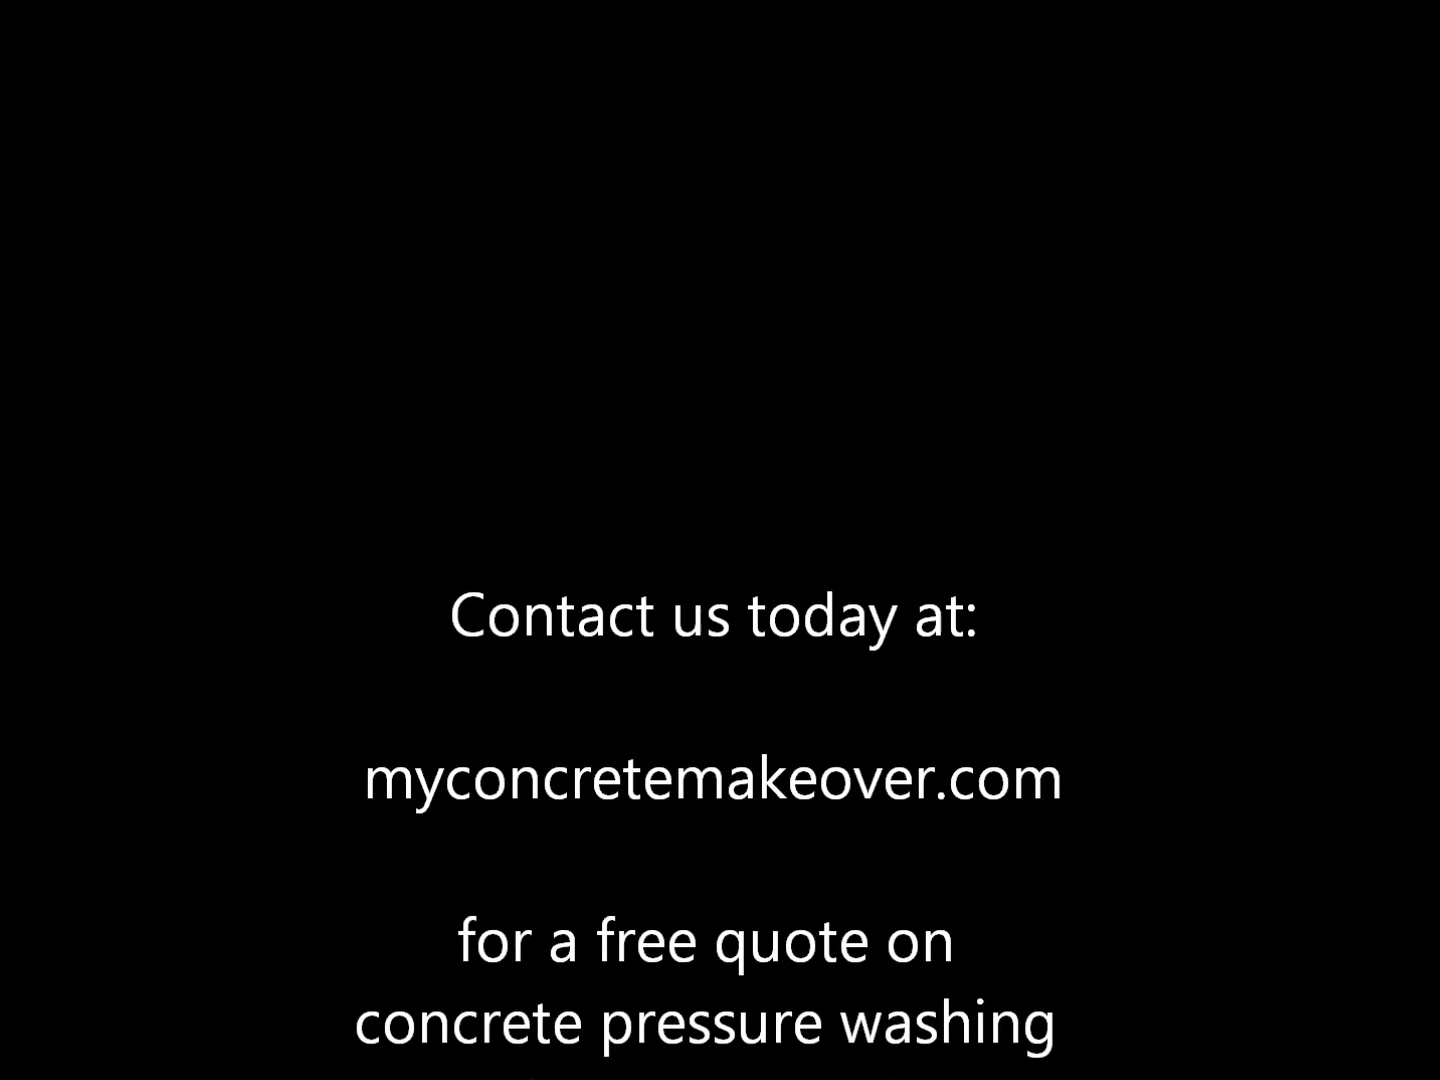 Contact us today at:
myconcretemakeover.com
for a free quote on
concrete pressure washing